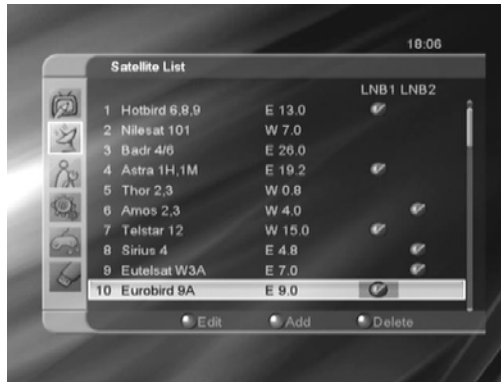 18:06
Satellite List
LNB1 LNB2
1 Hotbird 6,8,9 E 13.0
2 Nilesat 101 W 7.0
3 Badr 4/6 E 26.0
4 Astra 1H,1M E 19.2
5 Thor 2,3 W 0.8
6 Amos 2,3 W 4.0
7 Telstar 12 W 15.0
8 Sirius 4 E 4.8
9 Eutelsat W3A E 7.0
10 Eurobird 9A E 9.0
Edit Add Delete